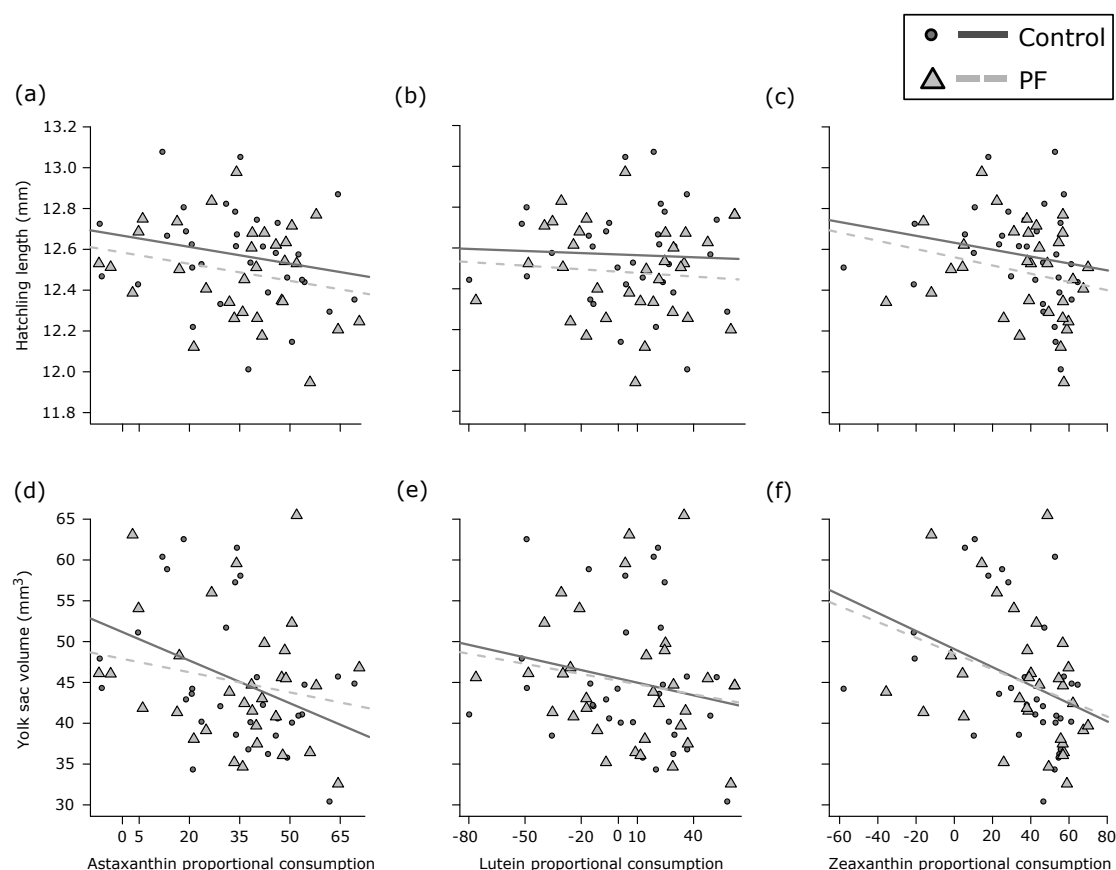 Control
PF
(a)
(b)
(c)
13.2
13.0
12.8
12.6
12.4
12.2
12.0
11.8
Hatchling length (mm)
(d)
(e)
(f)
65
60
55
50
45
40
35
30
Yolk sac volume (mm³)
0 5 20 35 50 65
-80 -50 -20 0 10 40
-60 -40 -20 0 20 40 60 80
Astaxanthin proportional consumption
Lutein proportional consumption
Zeaxanthin proportional consumption